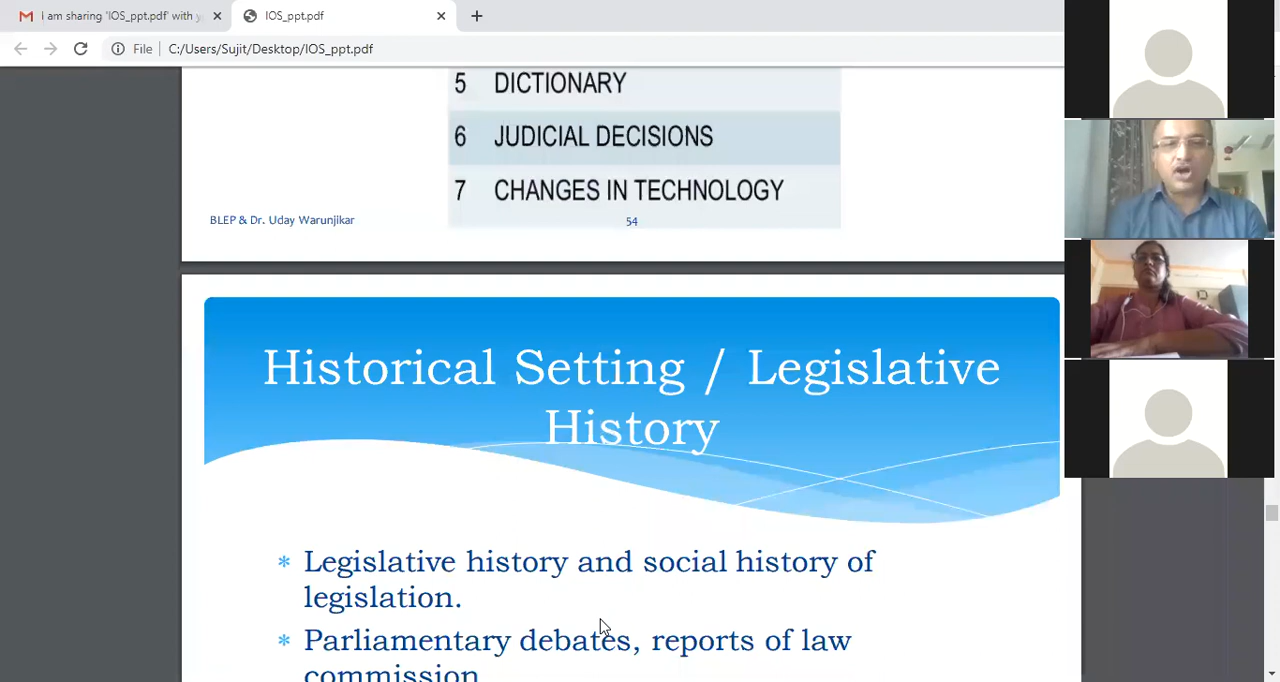 I am sharing 'IOS_ppt.pdf' with
IOS_ppt.pdf
File
C:/Users/Sujit/Desktop/IOS_ppt.pdf
5 DICTIONARY
6 JUDICIAL DECISIONS
7 CHANGES IN TECHNOLOGY
BLEP & Dr. Uday Warunjikar
54
Historical Setting / Legislative
History
* Legislative history and social history of
legislation.
* Parliamentary debates, reports of law
commission